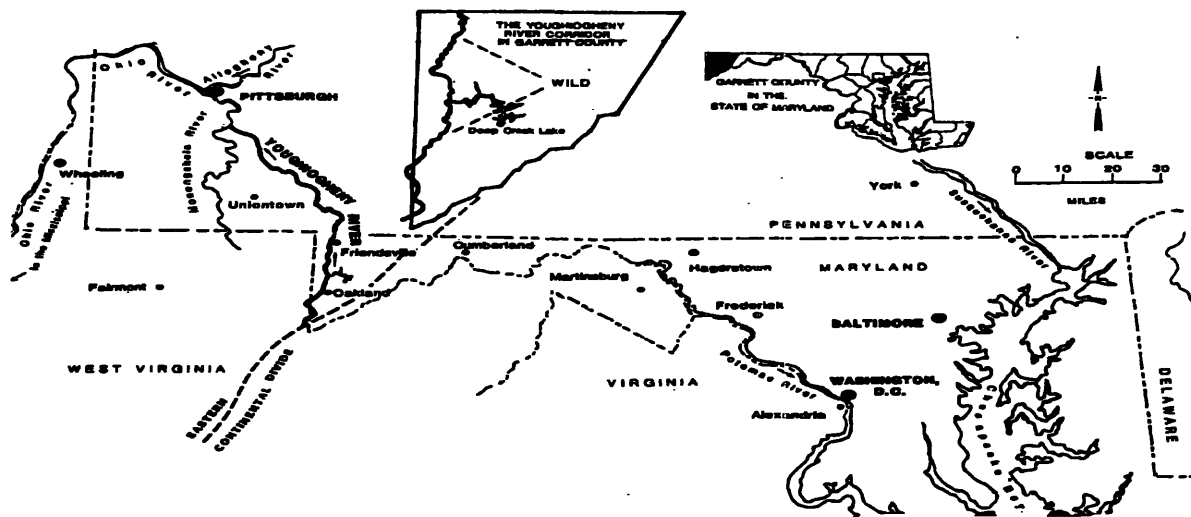 THE YOUGHIOGHENY
RIVER CORRIDOR
IN GARRETT COUNTY
WILD
Deep Creek Lake
GARRETT COUNTY
IN THE
STATE OF MARYLAND
N
SCALE
0 10 20 30
MILES
Ohio River
Allegheny River
PITTSBURGH
Monongahela River
YOUGHIOGHENY RIVER
Wheeling
Ohio River
to the Mississippi
Uniontown
Friendsville
Oakland
Fairmont
WEST VIRGINIA
EASTERN
CONTINENTAL DIVIDE
Cumberland
Martinsburg
Hagerstown
Frederick
York
PENNSYLVANIA
MARYLAND
Susquehanna River
BALTIMORE
VIRGINIA
Potomac River
WASHINGTON,
D.C.
Alexandria
Chesapeake Bay
DELAWARE